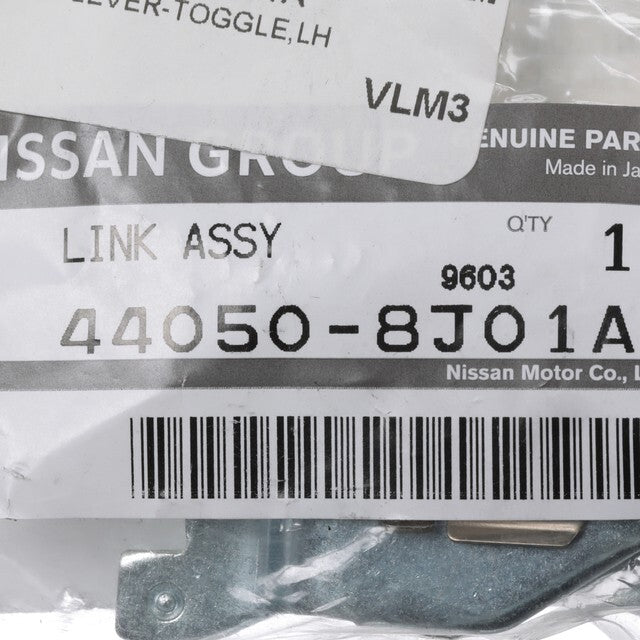 LEVER-TOGGLE,LH
VLM3
NISSAN GROUP
GENUINE PAR
Made in Ja
LINK ASSY
Q'TY
1
9603
44050-8J01A
Nissan Motor Co., L